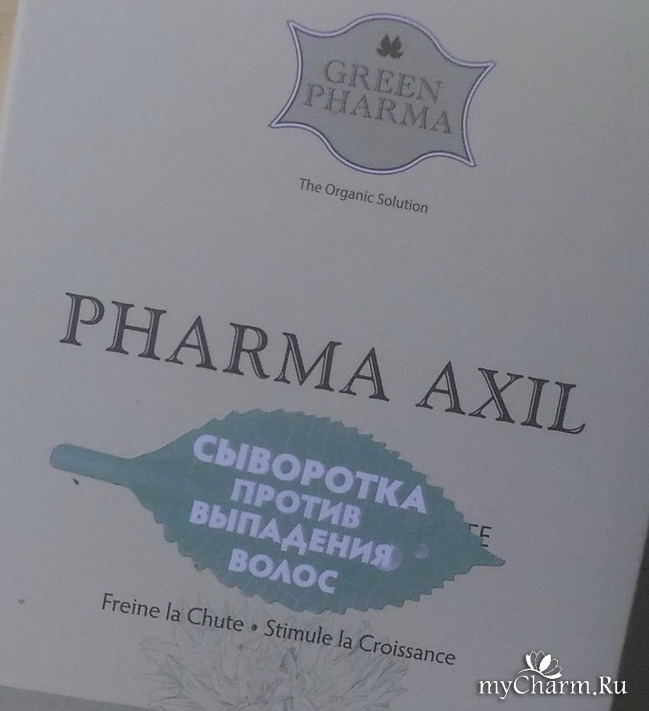 GREEN
PHARMA
The Organic Solution
PHARMA AXIL
СЫВОРОТКА
ПРОТИВ
ВЫПАДЕНИЯ
ВОЛОС
Freine la Chute • Stimule la Croissance
myCharm.Ru